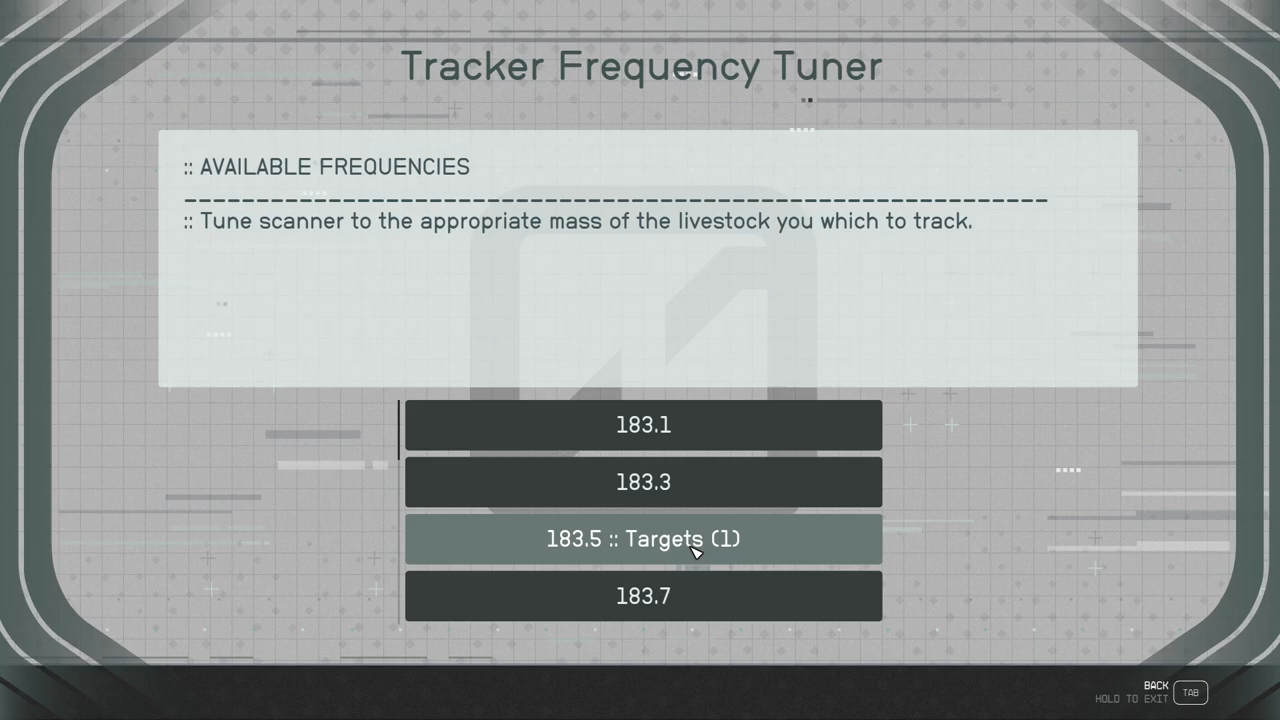 Tracker Frequency Tuner
:: AVAILABLE FREQUENCIES
:: Tune scanner to the appropriate mass of the livestock you which to track.
183.1
183.3
183.5 :: Targets (1)
183.7
BACK
HOLD TO EXIT
TAB